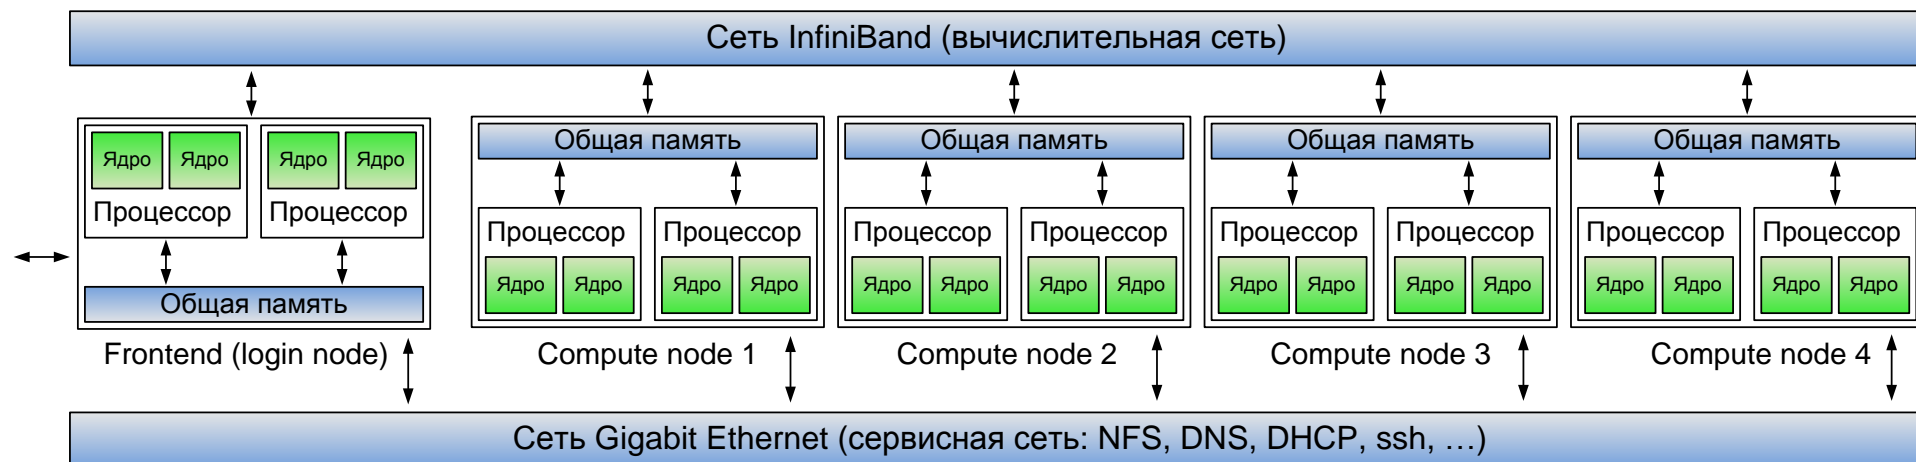 Сеть InfiniBand (вычислительная сеть)
Ядро Ядро Ядро Ядро
Процессор Процессор
Общая память
Frontend (login node)
Общая память
Процессор Процессор
Ядро Ядро Ядро Ядро
Compute node 1
Общая память
Процессор Процессор
Ядро Ядро Ядро Ядро
Compute node 2
Общая память
Процессор Процессор
Ядро Ядро Ядро Ядро
Compute node 3
Общая память
Процессор Процессор
Ядро Ядро Ядро Ядро
Compute node 4
Сеть Gigabit Ethernet (сервисная сеть: NFS, DNS, DHCP, ssh, …)